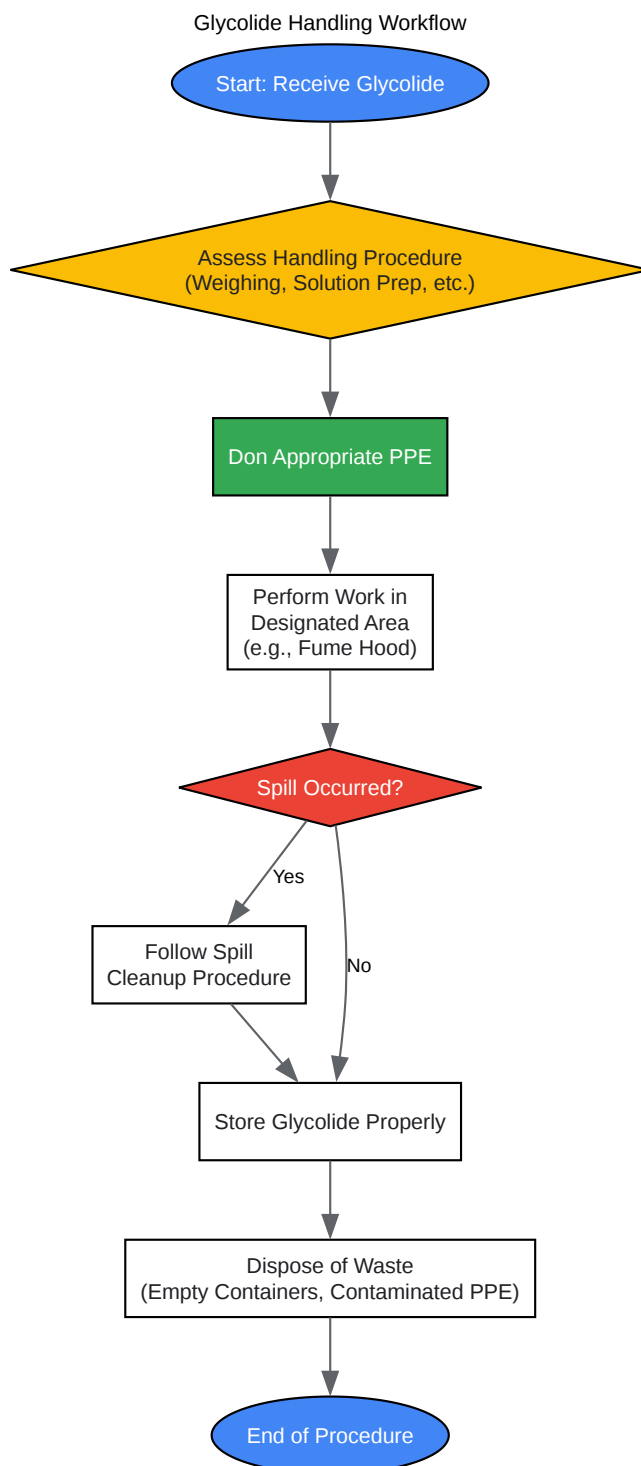 Glycolide Handling Workflow
Start: Receive Glycolide
Assess Handling Procedure
(Weighing, Solution Prep, etc.)
Don Appropriate PPE
Perform Work in
Designated Area
(e.g., Fume Hood)
Spill Occurred?
Yes
Follow Spill
Cleanup Procedure
No
Store Glycolide Properly
Dispose of Waste
(Empty Containers, Contaminated PPE)
End of Procedure